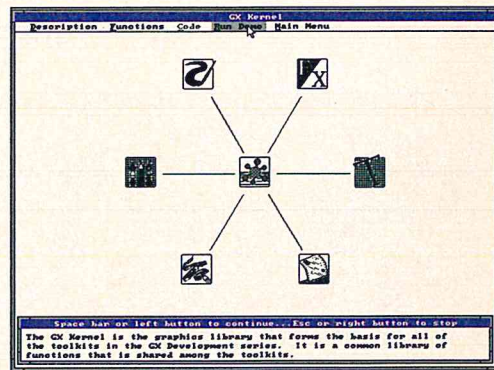 GX Kernel
Description Functions Code Run Demo Main Menu
FX
Space bar or left button to continue...Esc or right button to stop
The GX Kernel is the graphics library that forms the basis for all of
the toolkits in the GX Development series. It is a common library of
functions that is shared among the toolkits.